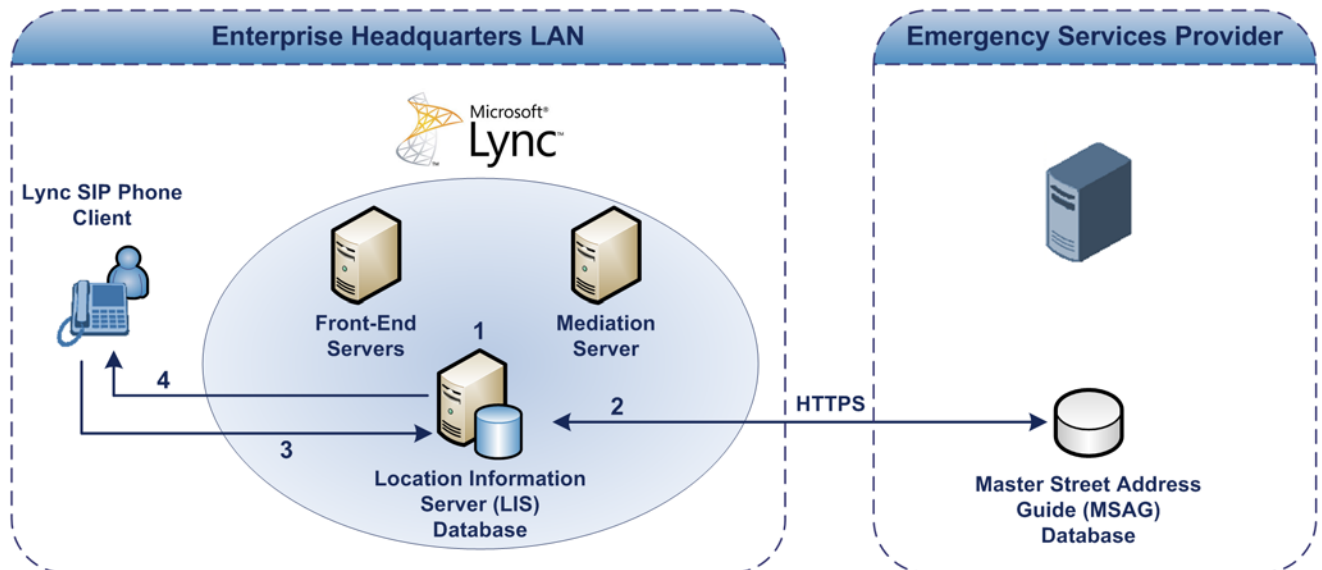 Enterprise Headquarters LAN
Emergency Services Provider
Microsoft®
Lync™
Lync SIP Phone
Client
Front-End
Servers
1
Mediation
Server
4
2
HTTPS
3
Location Information
Server (LIS)
Database
Master Street Address
Guide (MSAG)
Database